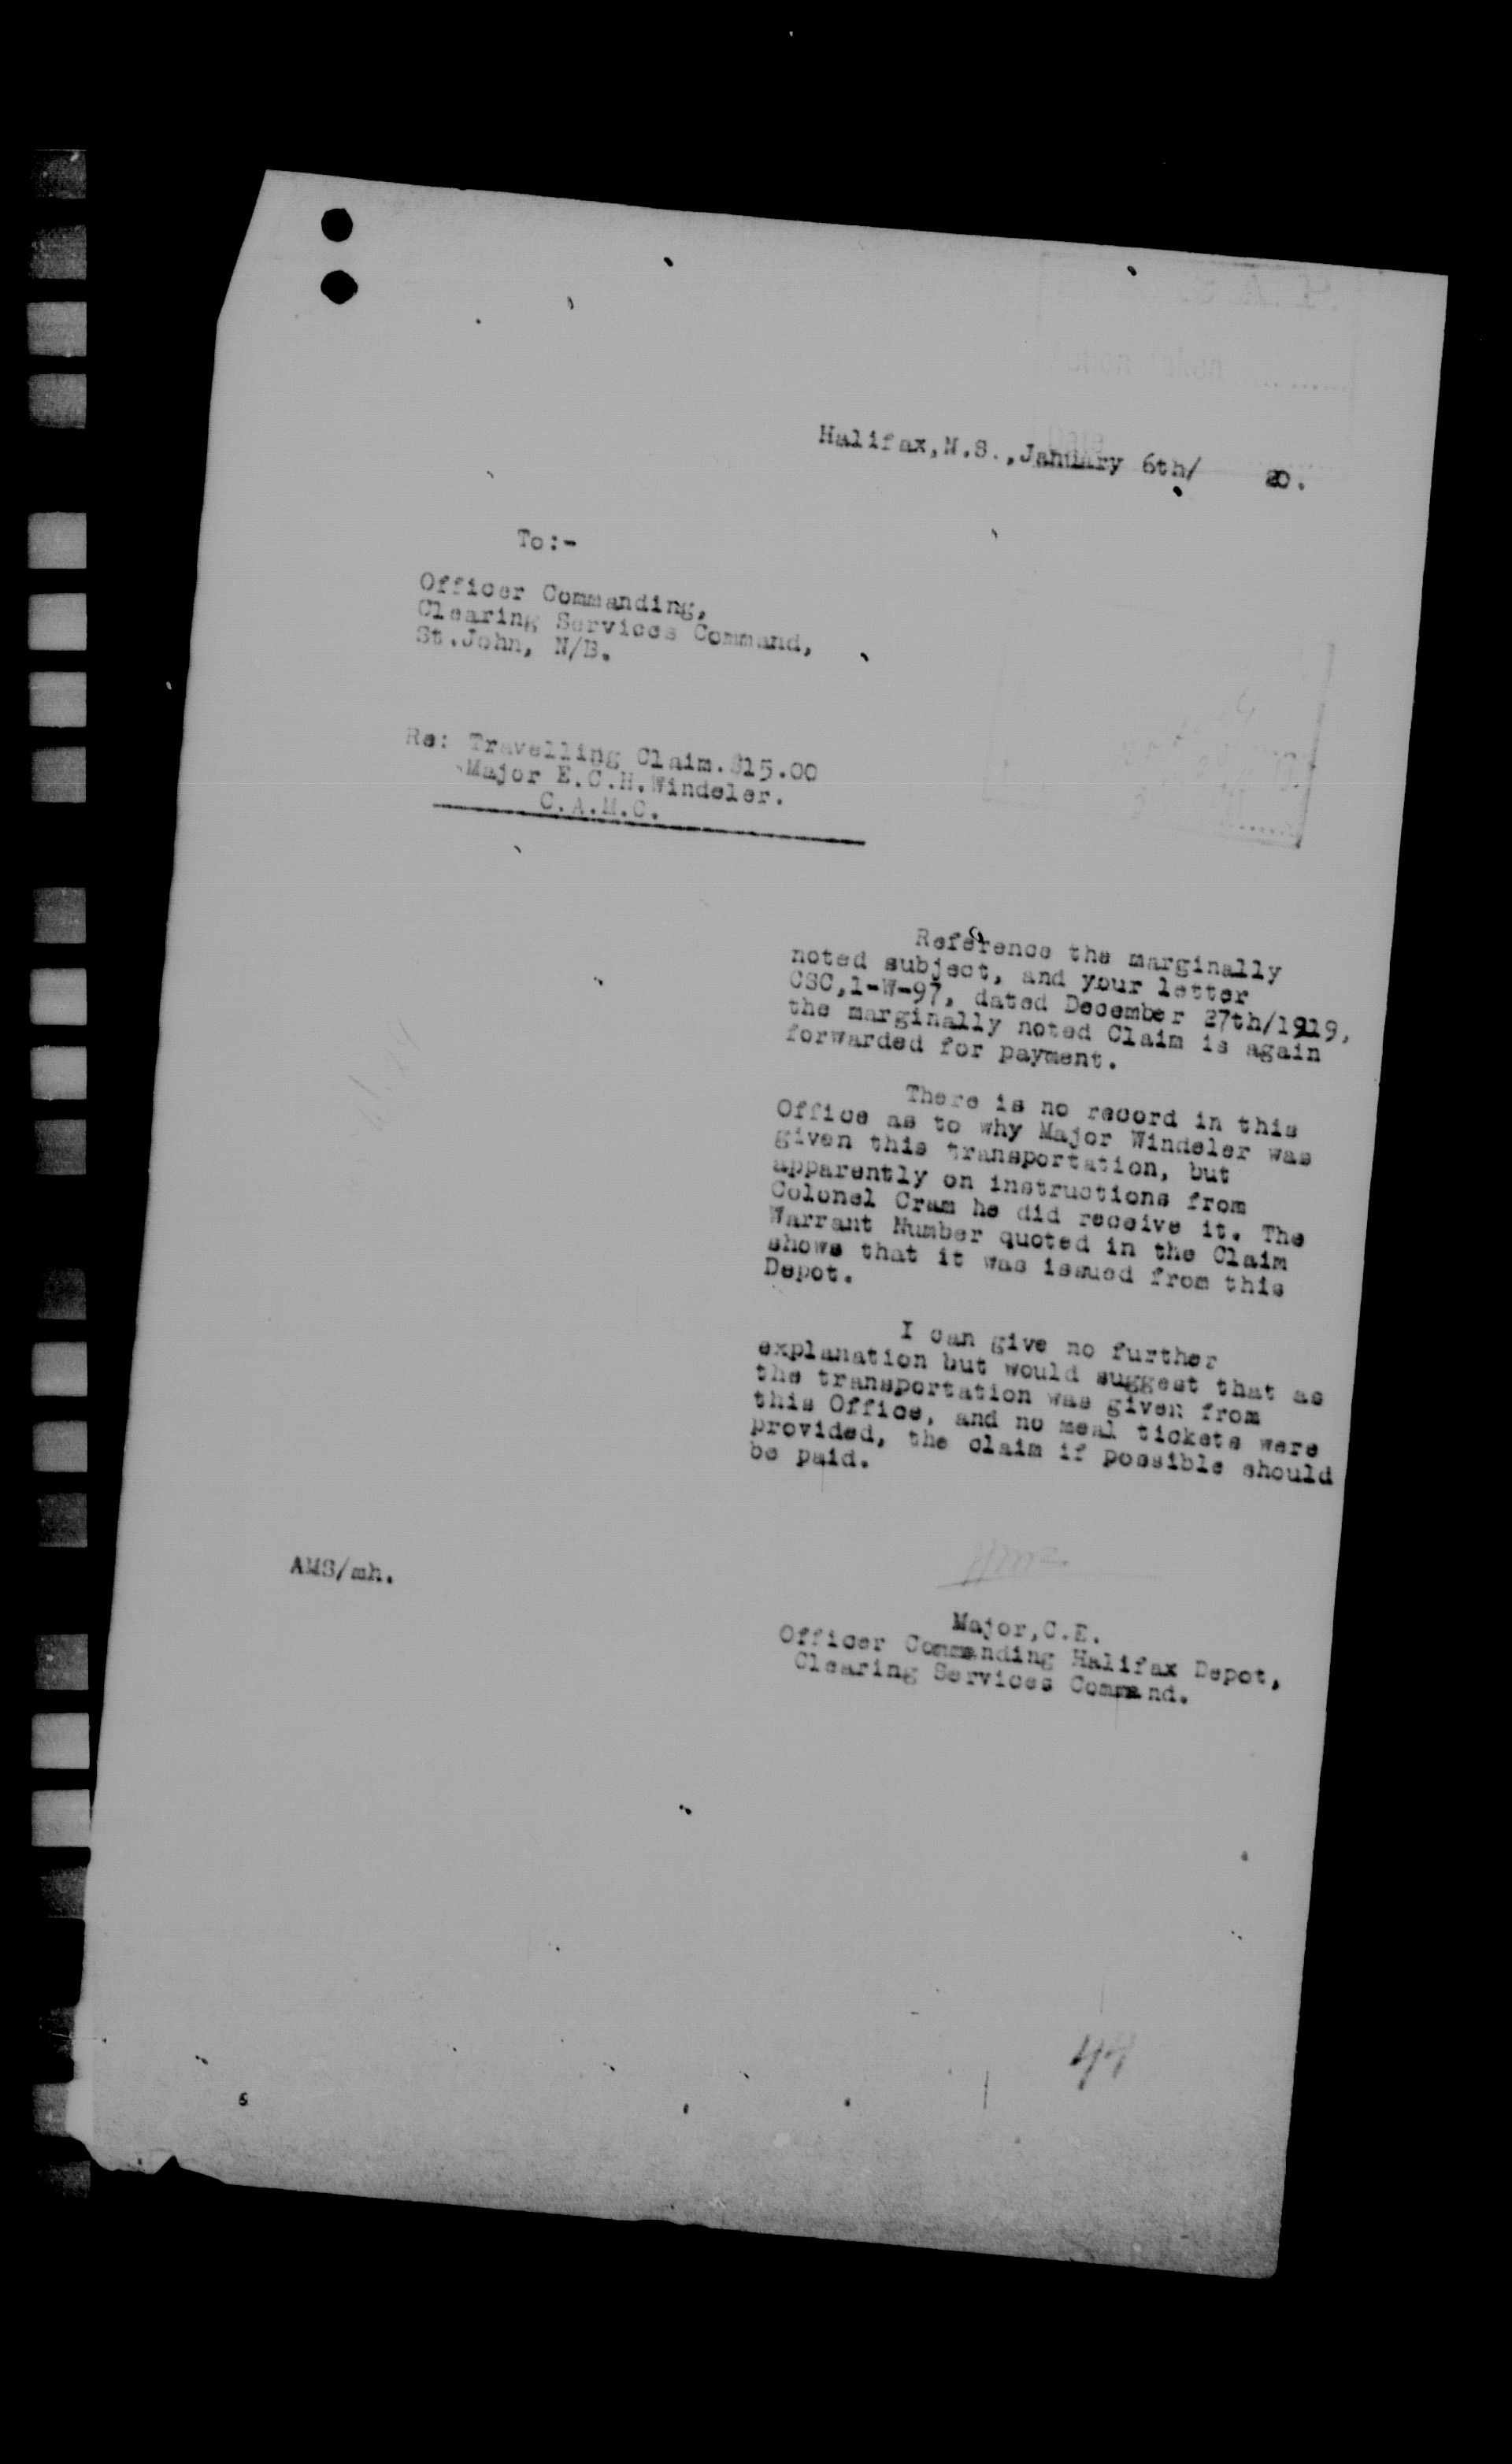 P. A.
Action taken
Date
Halifax,N.S.,January 6th/ 20.
To:-
Officer Commanding,
Clearing Services Command,
St.John, N/B.
Re: Travelling Claim.$15.00
Major E.C.H.Windeler.
C.A.M.C.
Reference the marginally
noted subject, and your letter
CSC,1-W-97, dated December 27th/1919,
the marginally noted Claim is again
forwarded for payment.
There is no record in this
Office as to why Major Windeler was
given this transportation, but
apparently on instructions from
Colonel Cram he did receive it. The
Warrant Number quoted in the Claim
shows that it was issued from this
Depot.
I can give no further
explanation but would suggest that as
the transportation was given from
this Office, and no meal tickets were
provided, the claim if possible should
be paid.
AMS/mh.
Major,C.E.
Officer Commanding Halifax Depot,
Clearing Services Command.